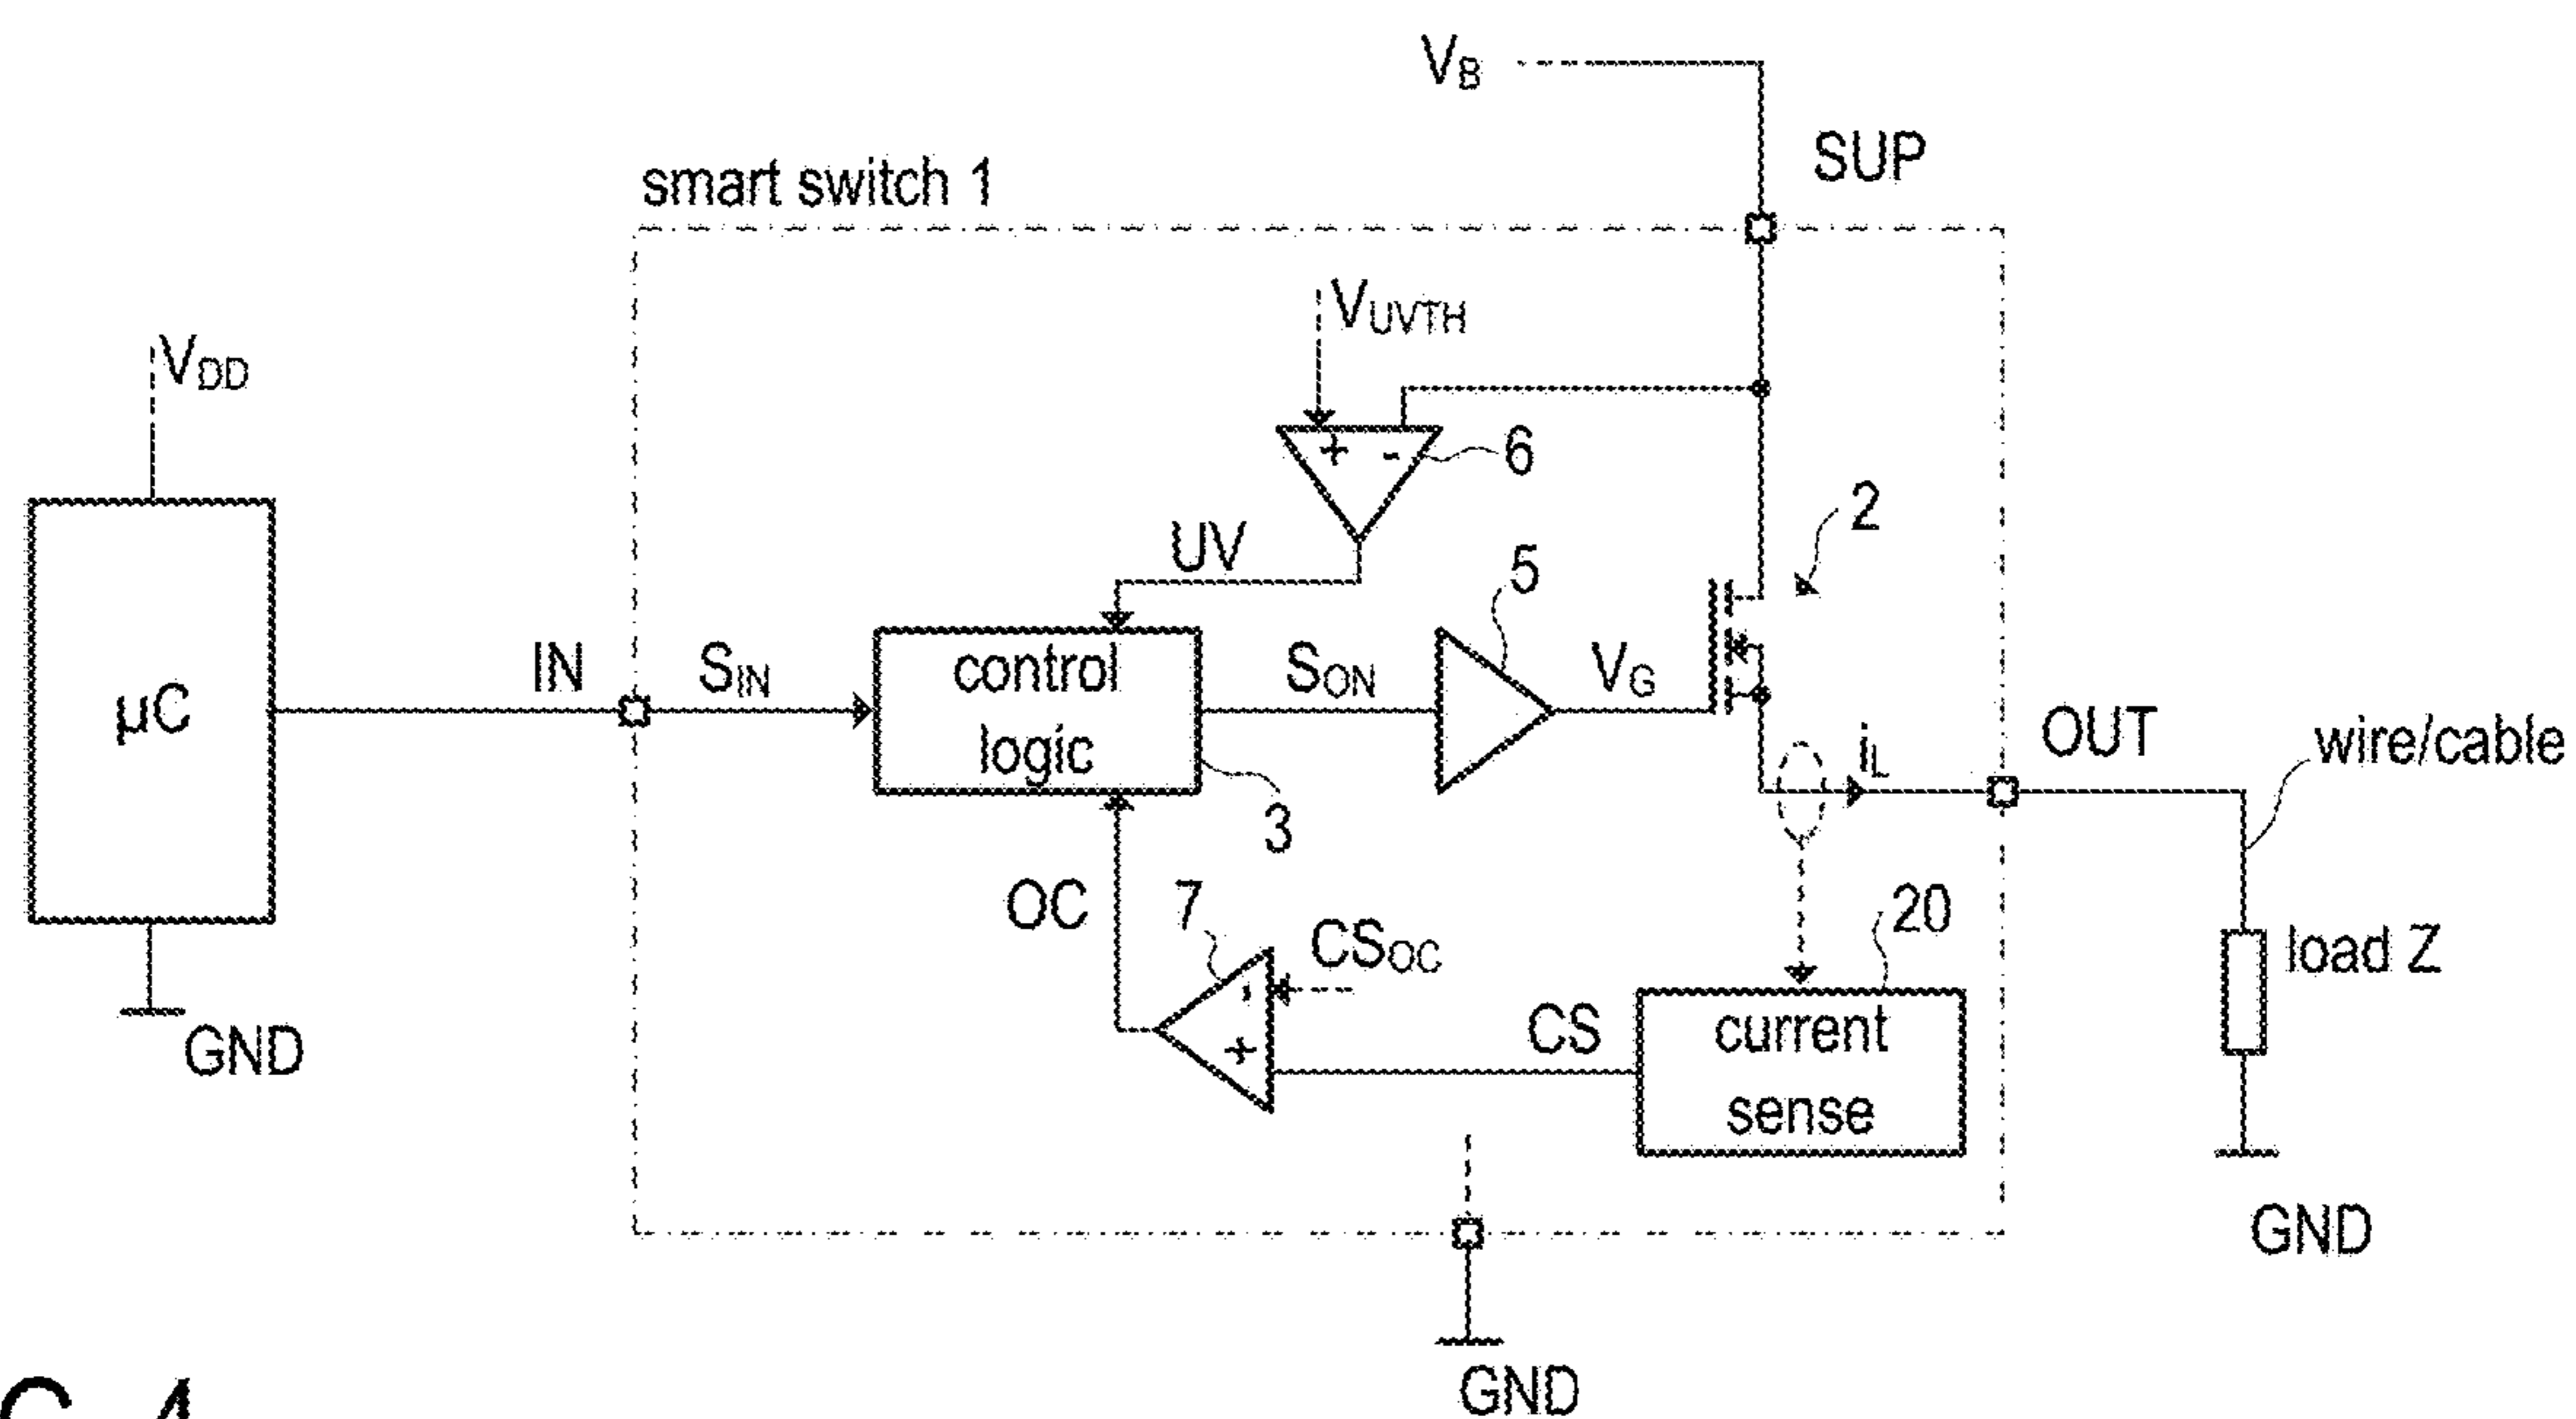 VB
SUP
smart switch 1
VUVTH
VDD
+ -
6
2
UV
5
IN
SIN
control
logic
SON
VG
µC
iL
OUT
wire/cable
3
OC
7
CSOC
20
load Z
-
+
CS
current
sense
GND
GND
GND